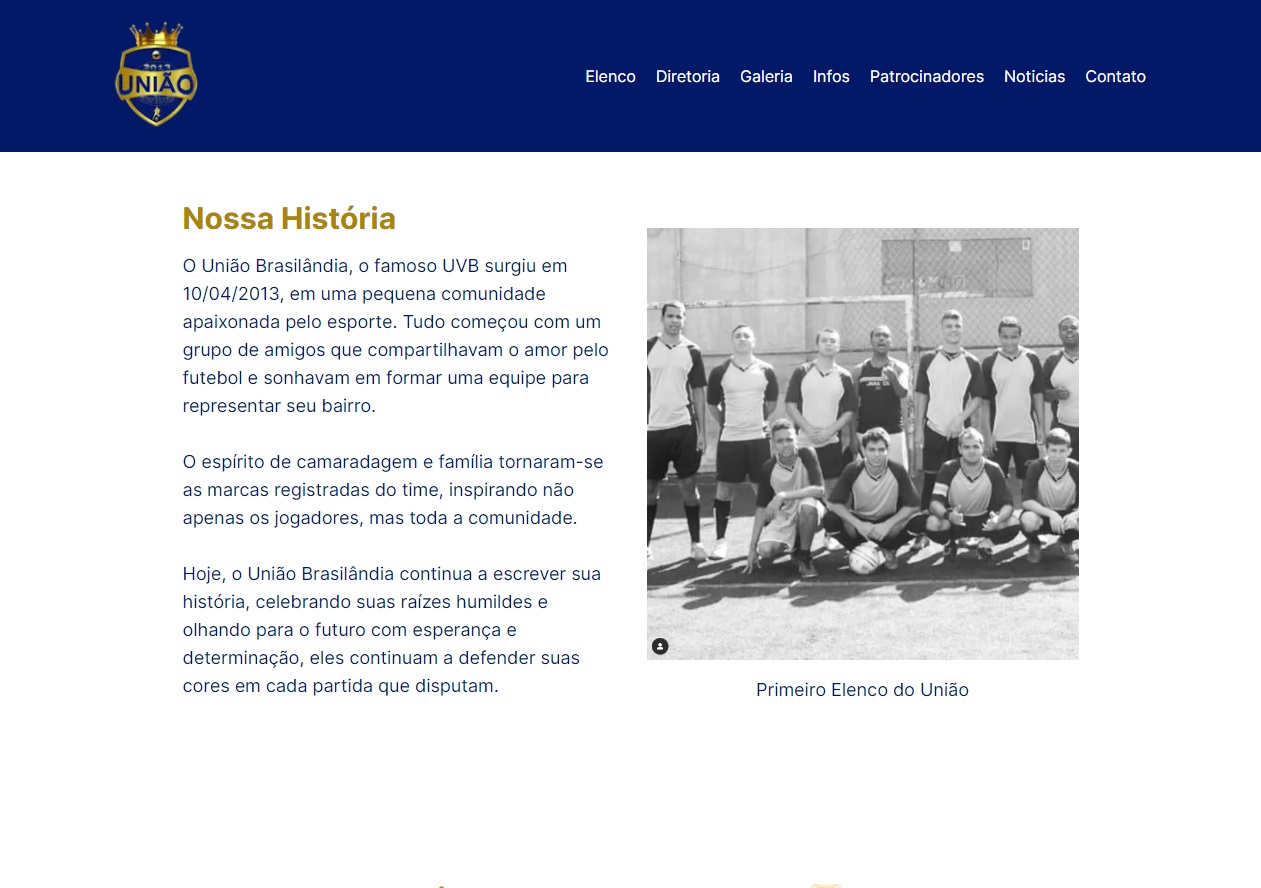 2013
UNIÃO
Elenco Diretoria Galeria Infos Patrocinadores Noticias Contato
Nossa História
O União Brasilândia, o famoso UVB surgiu em
10/04/2013, em uma pequena comunidade
apaixonada pelo esporte. Tudo começou com um
grupo de amigos que compartilhavam o amor pelo
futebol e sonhavam em formar uma equipe para
representar seu bairro.
O espírito de camaradagem e família tornaram-se
as marcas registradas do time, inspirando não
apenas os jogadores, mas toda a comunidade.
Hoje, o União Brasilândia continua a escrever sua
história, celebrando suas raízes humildes e
olhando para o futuro com esperança e
determinação, eles continuam a defender suas
cores em cada partida que disputam.
Primeiro Elenco do União